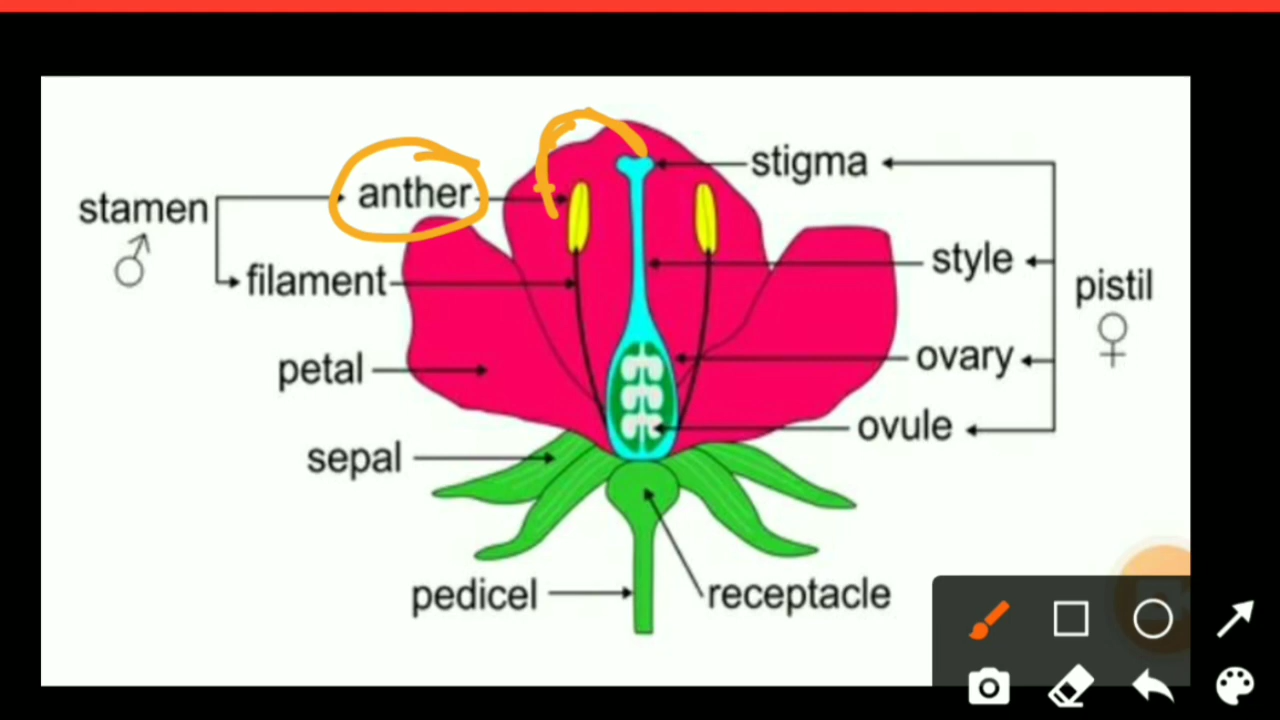 stigma
anther
stamen
♂
style
filament
pistil
♀
ovary
petal
ovule
sepal
pedicel
receptacle